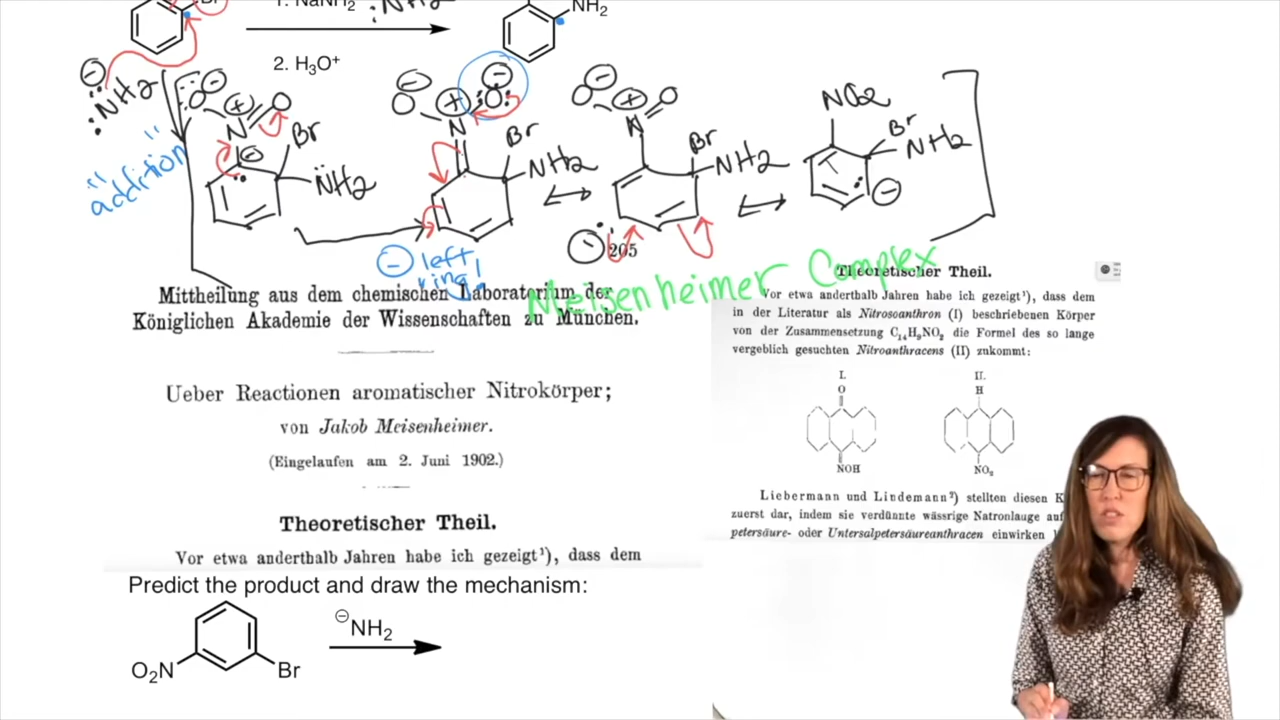 1. NaNH2 :NH2
NH2
2. H3O+
:NH2
"addition"
O N O Br NH2
O N O Br NH2
O N O Br NH2
NO2 Br NH2
left ring!
Meisenheimer Complex
205
Mittheilung aus dem chemischen Laboratorium der
Königlichen Akademie der Wissenschaften zu München.
Ueber Reactionen aromatischer Nitrokörper;
von Jakob Meisenheimer.
(Eingelaufen am 2. Juni 1902.)
Theoretischer Theil.
Vor etwa anderthalb Jahren habe ich gezeigt¹), dass dem
Theoretischer Theil.
Vor etwa anderthalb Jahren habe ich gezeigt¹), dass dem
in der Literatur als Nitrosoanthron (I) beschriebenen Körper
von der Zusammensetzung C14H9NO2 die Formel des so lange
vergeblich gesuchten Nitroanthracens (II) zukommt:
I. II.
O H
NOH NO2
Liebermann und Lindemann²) stellten diesen K
zuerst dar, indem sie verdünnte wässrige Natronlauge auf
petersäure- oder Untersalpetersäureanthracen einwirken
Predict the product and draw the mechanism:
⊖NH2
O2N Br